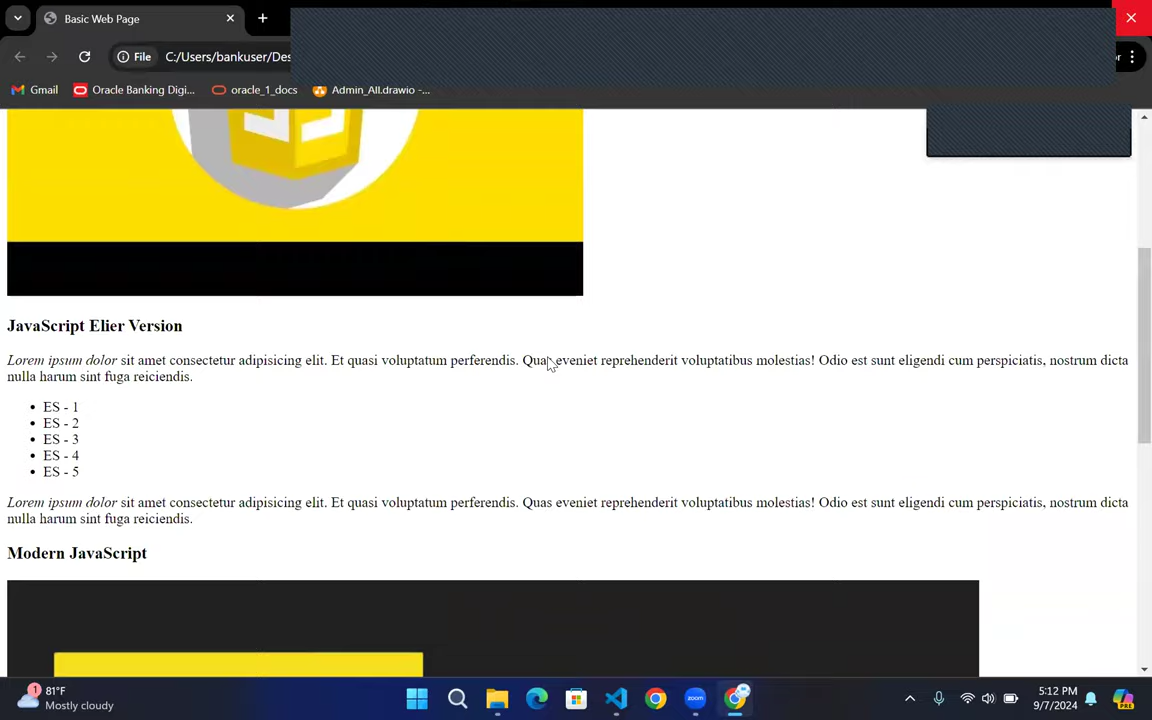 Basic Web Page
File
C:/Users/bankuser/Des
Gmail
Oracle Banking Digi...
oracle_1_docs
Admin_All.drawio -...
JavaScript Elier Version
Lorem ipsum dolor sit amet consectetur adipisicing elit. Et quasi voluptatum perferendis. Quas eveniet reprehenderit voluptatibus molestias! Odio est sunt eligendi cum perspiciatis, nostrum dicta
nulla harum sint fuga reiciendis.
• ES - 1
• ES - 2
• ES - 3
• ES - 4
• ES - 5
Lorem ipsum dolor sit amet consectetur adipisicing elit. Et quasi voluptatum perferendis. Quas eveniet reprehenderit voluptatibus molestias! Odio est sunt eligendi cum perspiciatis, nostrum dicta
nulla harum sint fuga reiciendis.
Modern JavaScript
1
81°F
Mostly cloudy
zoom
5:12 PM
9/7/2024
PRE